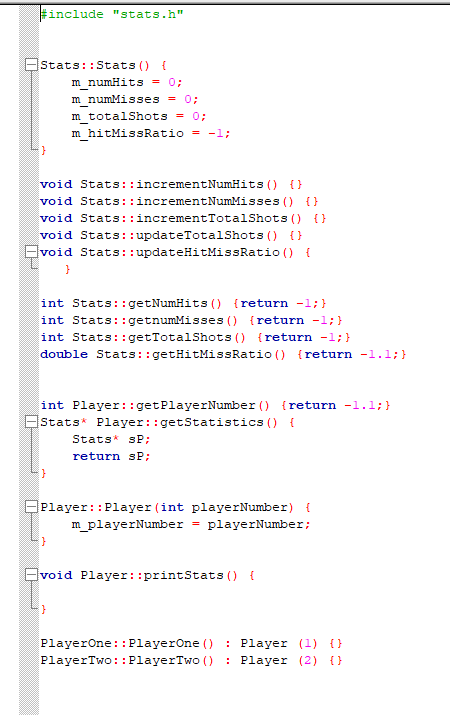 #include "stats.h"
Stats::Stats() {
m_numHits = 0;
m_numMisses = 0;
m_totalShots = 0;
m_hitMissRatio = -1;
}
void Stats::incrementNumHits() {}
void Stats::incrementNumMisses() {}
void Stats::incrementTotalShots() {}
void Stats::updateTotalShots() {}
void Stats::updateHitMissRatio() {
}
int Stats::getNumHits() {return -1;}
int Stats::getnumMisses() {return -1;}
int Stats::getTotalShots() {return -1;}
double Stats::getHitMissRatio() {return -1.1;}
int Player::getPlayerNumber() {return -1.1;}
Stats* Player::getStatistics() {
Stats* sP;
return sP;
}
Player::Player(int playerNumber) {
m_playerNumber = playerNumber;
}
void Player::printStats() {
}
PlayerOne::PlayerOne() : Player (1) {}
PlayerTwo::PlayerTwo() : Player (2) {}